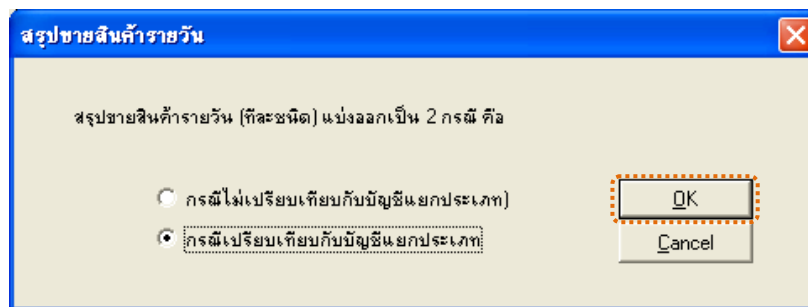 สรุปขายสินค้ารายวัน
สรุปขายสินค้ารายวัน (ทีละชนิด) แบ่งออกเป็น 2 กรณี คือ
กรณีไม่เปรียบเทียบกับบัญชีแยกประเภท)
OK
กรณีเปรียบเทียบกับบัญชีแยกประเภท
Cancel